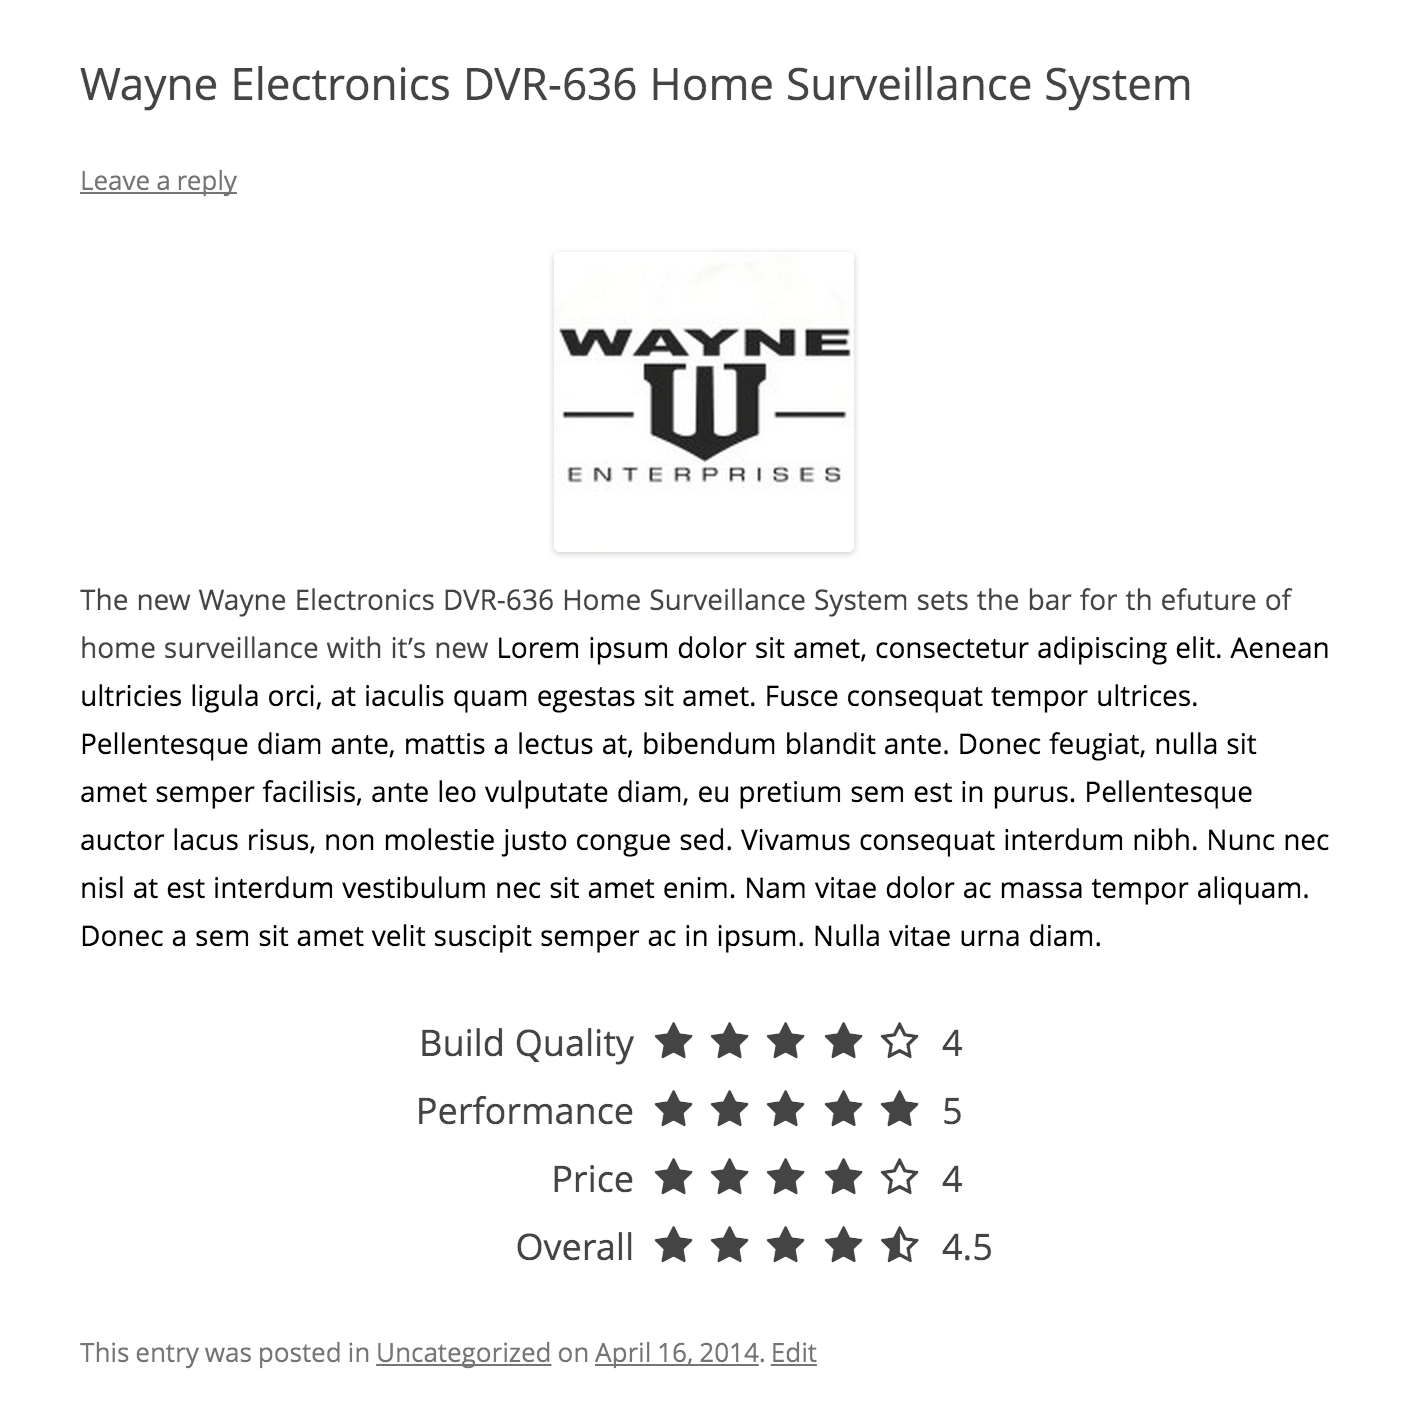 Wayne Electronics DVR-636 Home Surveillance System
Leave a reply
WAYNE
W
ENTERPRISES
The new Wayne Electronics DVR-636 Home Surveillance System sets the bar for th efuture of
home surveillance with it’s new Lorem ipsum dolor sit amet, consectetur adipiscing elit. Aenean
ultricies ligula orci, at iaculis quam egestas sit amet. Fusce consequat tempor ultrices.
Pellentesque diam ante, mattis a lectus at, bibendum blandit ante. Donec feugiat, nulla sit
amet semper facilisis, ante leo vulputate diam, eu pretium sem est in purus. Pellentesque
auctor lacus risus, non molestie justo congue sed. Vivamus consequat interdum nibh. Nunc nec
nisl at est interdum vestibulum nec sit amet enim. Nam vitae dolor ac massa tempor aliquam.
Donec a sem sit amet velit suscipit semper ac in ipsum. Nulla vitae urna diam.
Build Quality ★ ★ ★ ★ ☆ 4
Performance ★ ★ ★ ★ ★ 5
Price ★ ★ ★ ★ ☆ 4
Overall ★ ★ ★ ★ ⯪ 4.5
This entry was posted in Uncategorized on April 16, 2014. Edit